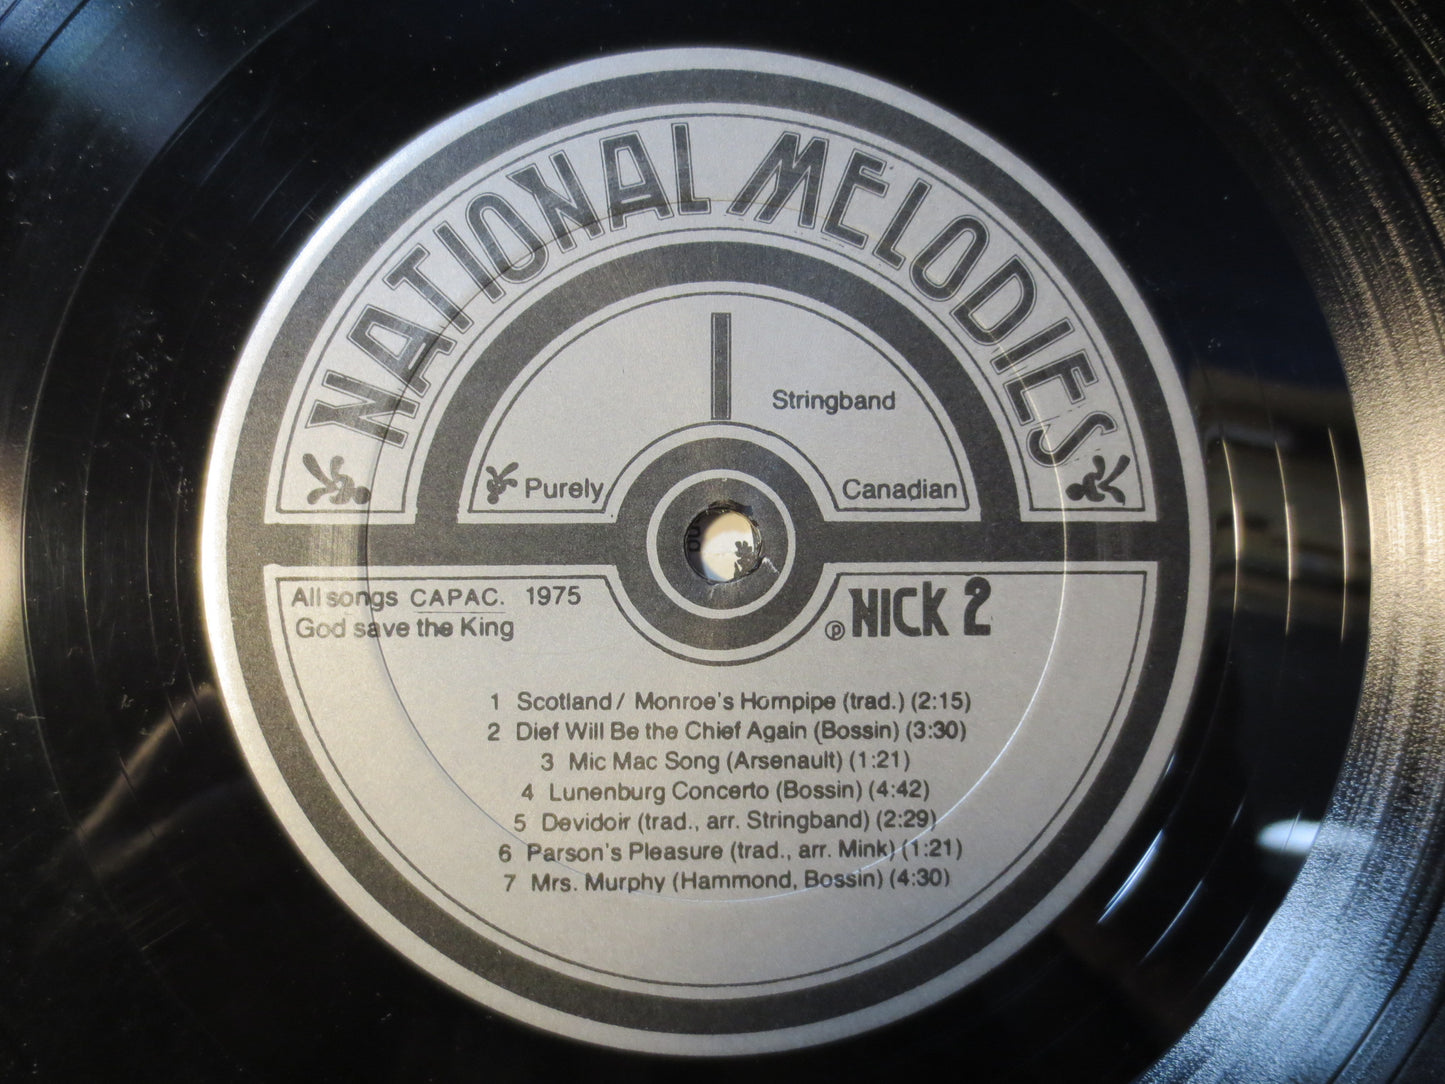 NATIONAL MELODIES
Stringband
Purely
Canadian
All songs CAPAC. 1975
God save the King
℗ NICK 2
1 Scotland / Monroe's Hornpipe (trad.) (2:15)
2 Dief Will Be the Chief Again (Bossin) (3:30)
3 Mic Mac Song (Arsenault) (1:21)
4 Lunenburg Concerto (Bossin) (4:42)
5 Devidoir (trad., arr. Stringband) (2:29)
6 Parson's Pleasure (trad., arr. Mink) (1:21)
7 Mrs. Murphy (Hammond, Bossin) (4:30)